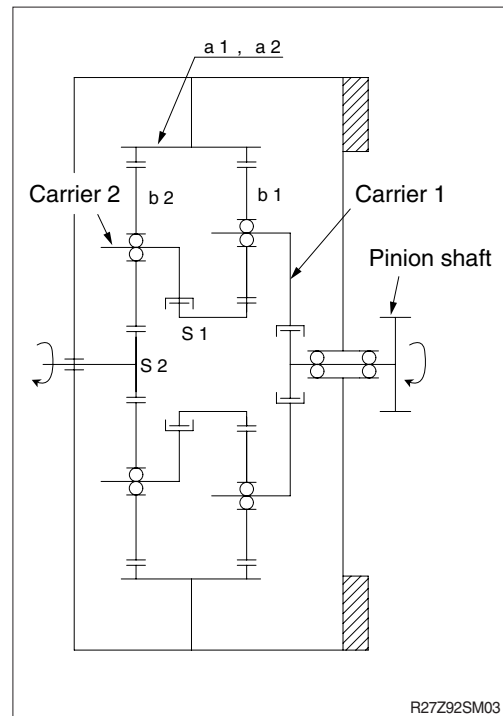 a 1 , a 2
b 2
b 1
Carrier 2
Carrier 1
Pinion shaft
S 1
S 2
R27Z92SM03